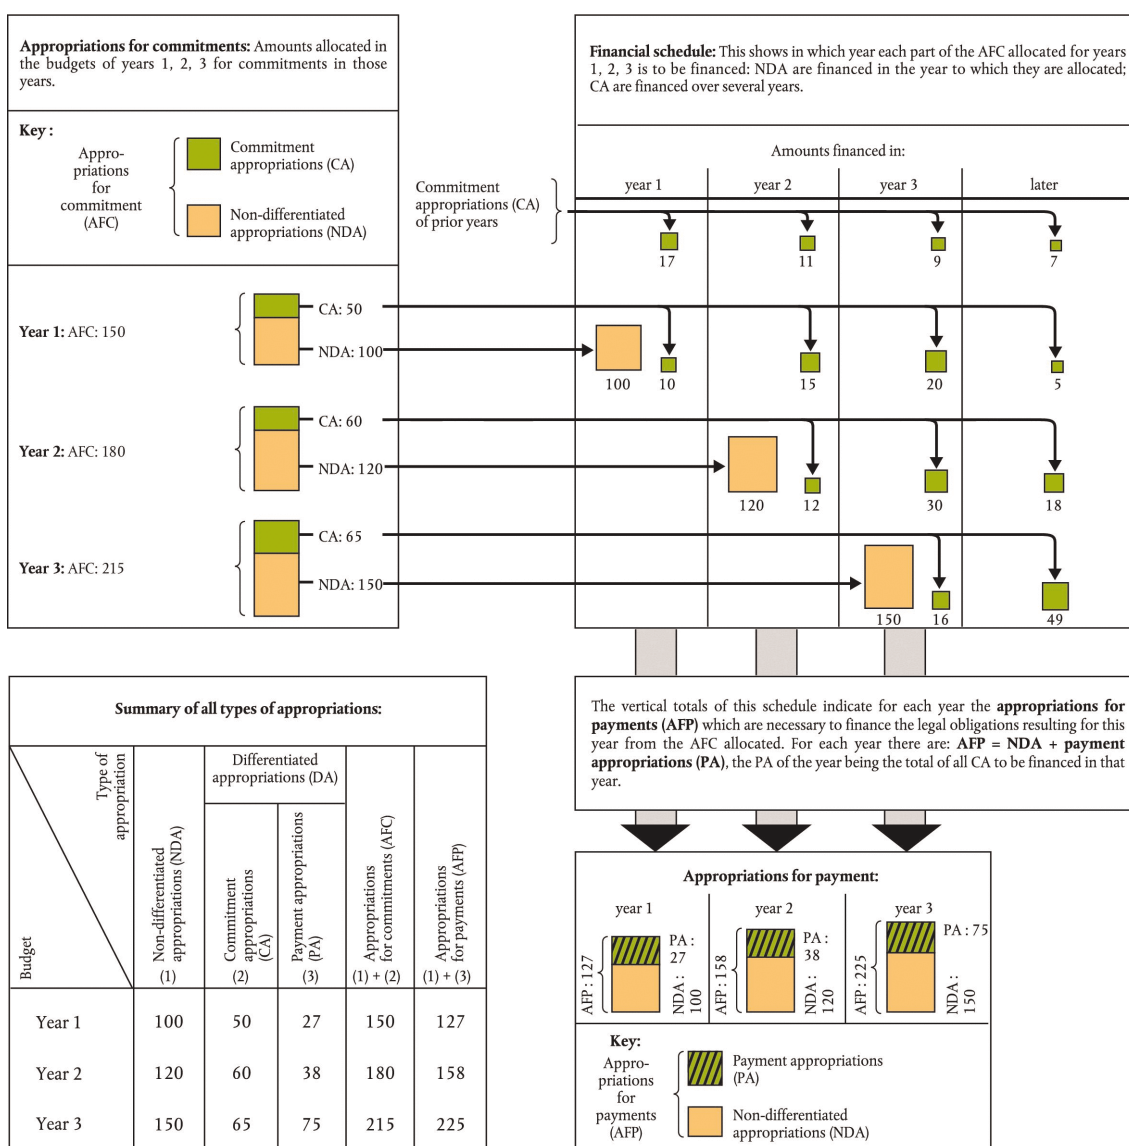 Appropriations for commitments: Amounts allocated in
the budgets of years 1, 2, 3 for commitments in those
years.
Key :
Appro-
priations
for
commitment
(AFC)
Commitment
appropriations (CA)
Non-differentiated
appropriations (NDA)
Year 1: AFC: 150
CA: 50
NDA: 100
Year 2: AFC: 180
CA: 60
NDA: 120
Year 3: AFC: 215
CA: 65
NDA: 150
Financial schedule: This shows in which year each part of the AFC allocated for years
1, 2, 3 is to be financed: NDA are financed in the year to which they are allocated;
CA are financed over several years.
Amounts financed in:
year 1 year 2 year 3 later
Commitment
appropriations (CA)
of prior years
17 11 9 7
100 10 15 20 5
120 12 30 18
150 16 49
The vertical totals of this schedule indicate for each year the appropriations for
payments (AFP) which are necessary to finance the legal obligations resulting for this
year from the AFC allocated. For each year there are: AFP = NDA + payment
appropriations (PA), the PA of the year being the total of all CA to be financed in that
year.
Summary of all types of appropriations:
Type of
appropriation
Budget
Non-differentiated
appropriations (NDA)
(1)
Differentiated
appropriations (DA)
Commitment
appropriations
(CA)
(2)
Payment appropriations
(PA)
(3)
Appropriations
for commitments (AFC)
(1) + (2)
Appropriations
for payments (AFP)
(1) + (3)
Year 1 100 50 27 150 127
Year 2 120 60 38 180 158
Year 3 150 65 75 215 225
Appropriations for payment:
year 1 year 2 year 3
AFP : 127
PA :
27
NDA :
100
AFP : 158
PA :
38
NDA :
120
AFP : 225
PA : 75
NDA :
150
Key:
Appro-
priations
for
payments
(AFP)
Payment appropriations
(PA)
Non-differentiated
appropriations (NDA)